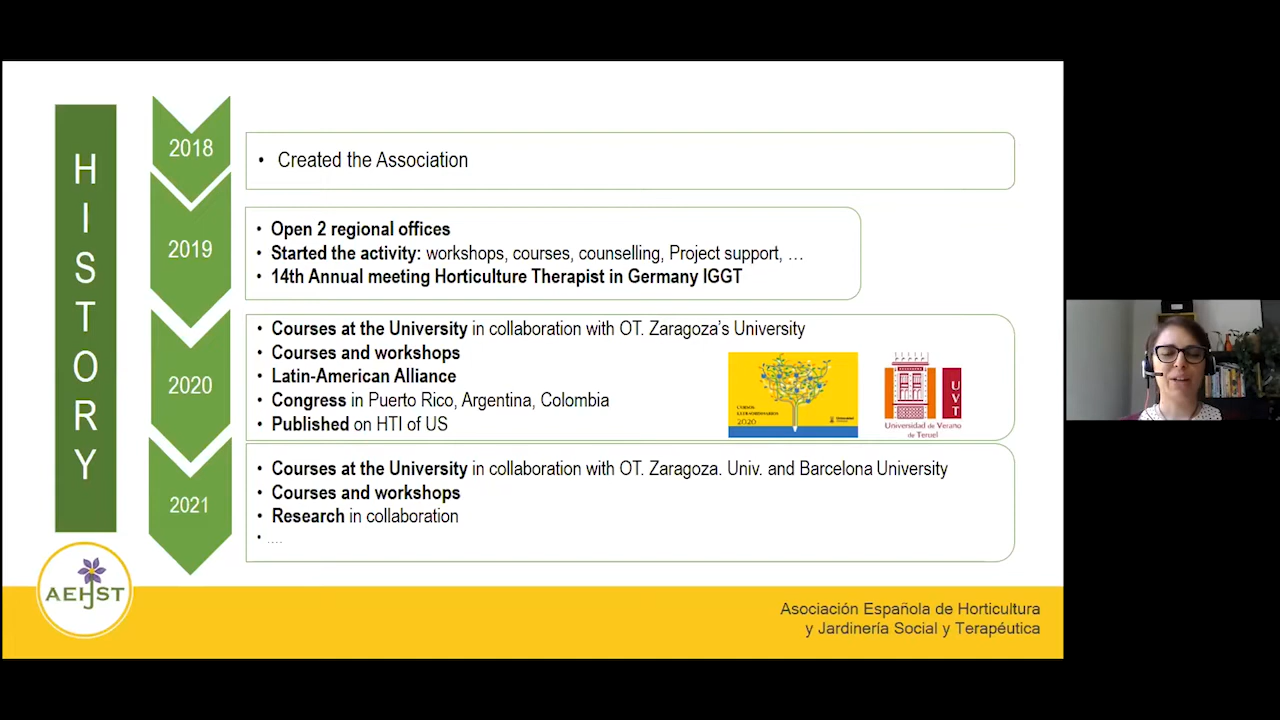 HISTORY
2018
• Created the Association
2019
• Open 2 regional offices
• Started the activity: workshops, courses, counselling, Project support, …
• 14th Annual meeting Horticulture Therapist in Germany IGGT
2020
• Courses at the University in collaboration with OT. Zaragoza’s University
• Courses and workshops
• Latin-American Alliance
• Congress in Puerto Rico, Argentina, Colombia
• Published on HTI of US
CURSOS
EXTRAORDINARIOS
2020
UVT
Universidad de Verano
de Teruel
2021
• Courses at the University in collaboration with OT. Zaragoza. Univ. and Barcelona University
• Courses and workshops
• Research in collaboration
• ....
AEHJST
Asociación Española de Horticultura
y Jardinería Social y Terapéutica